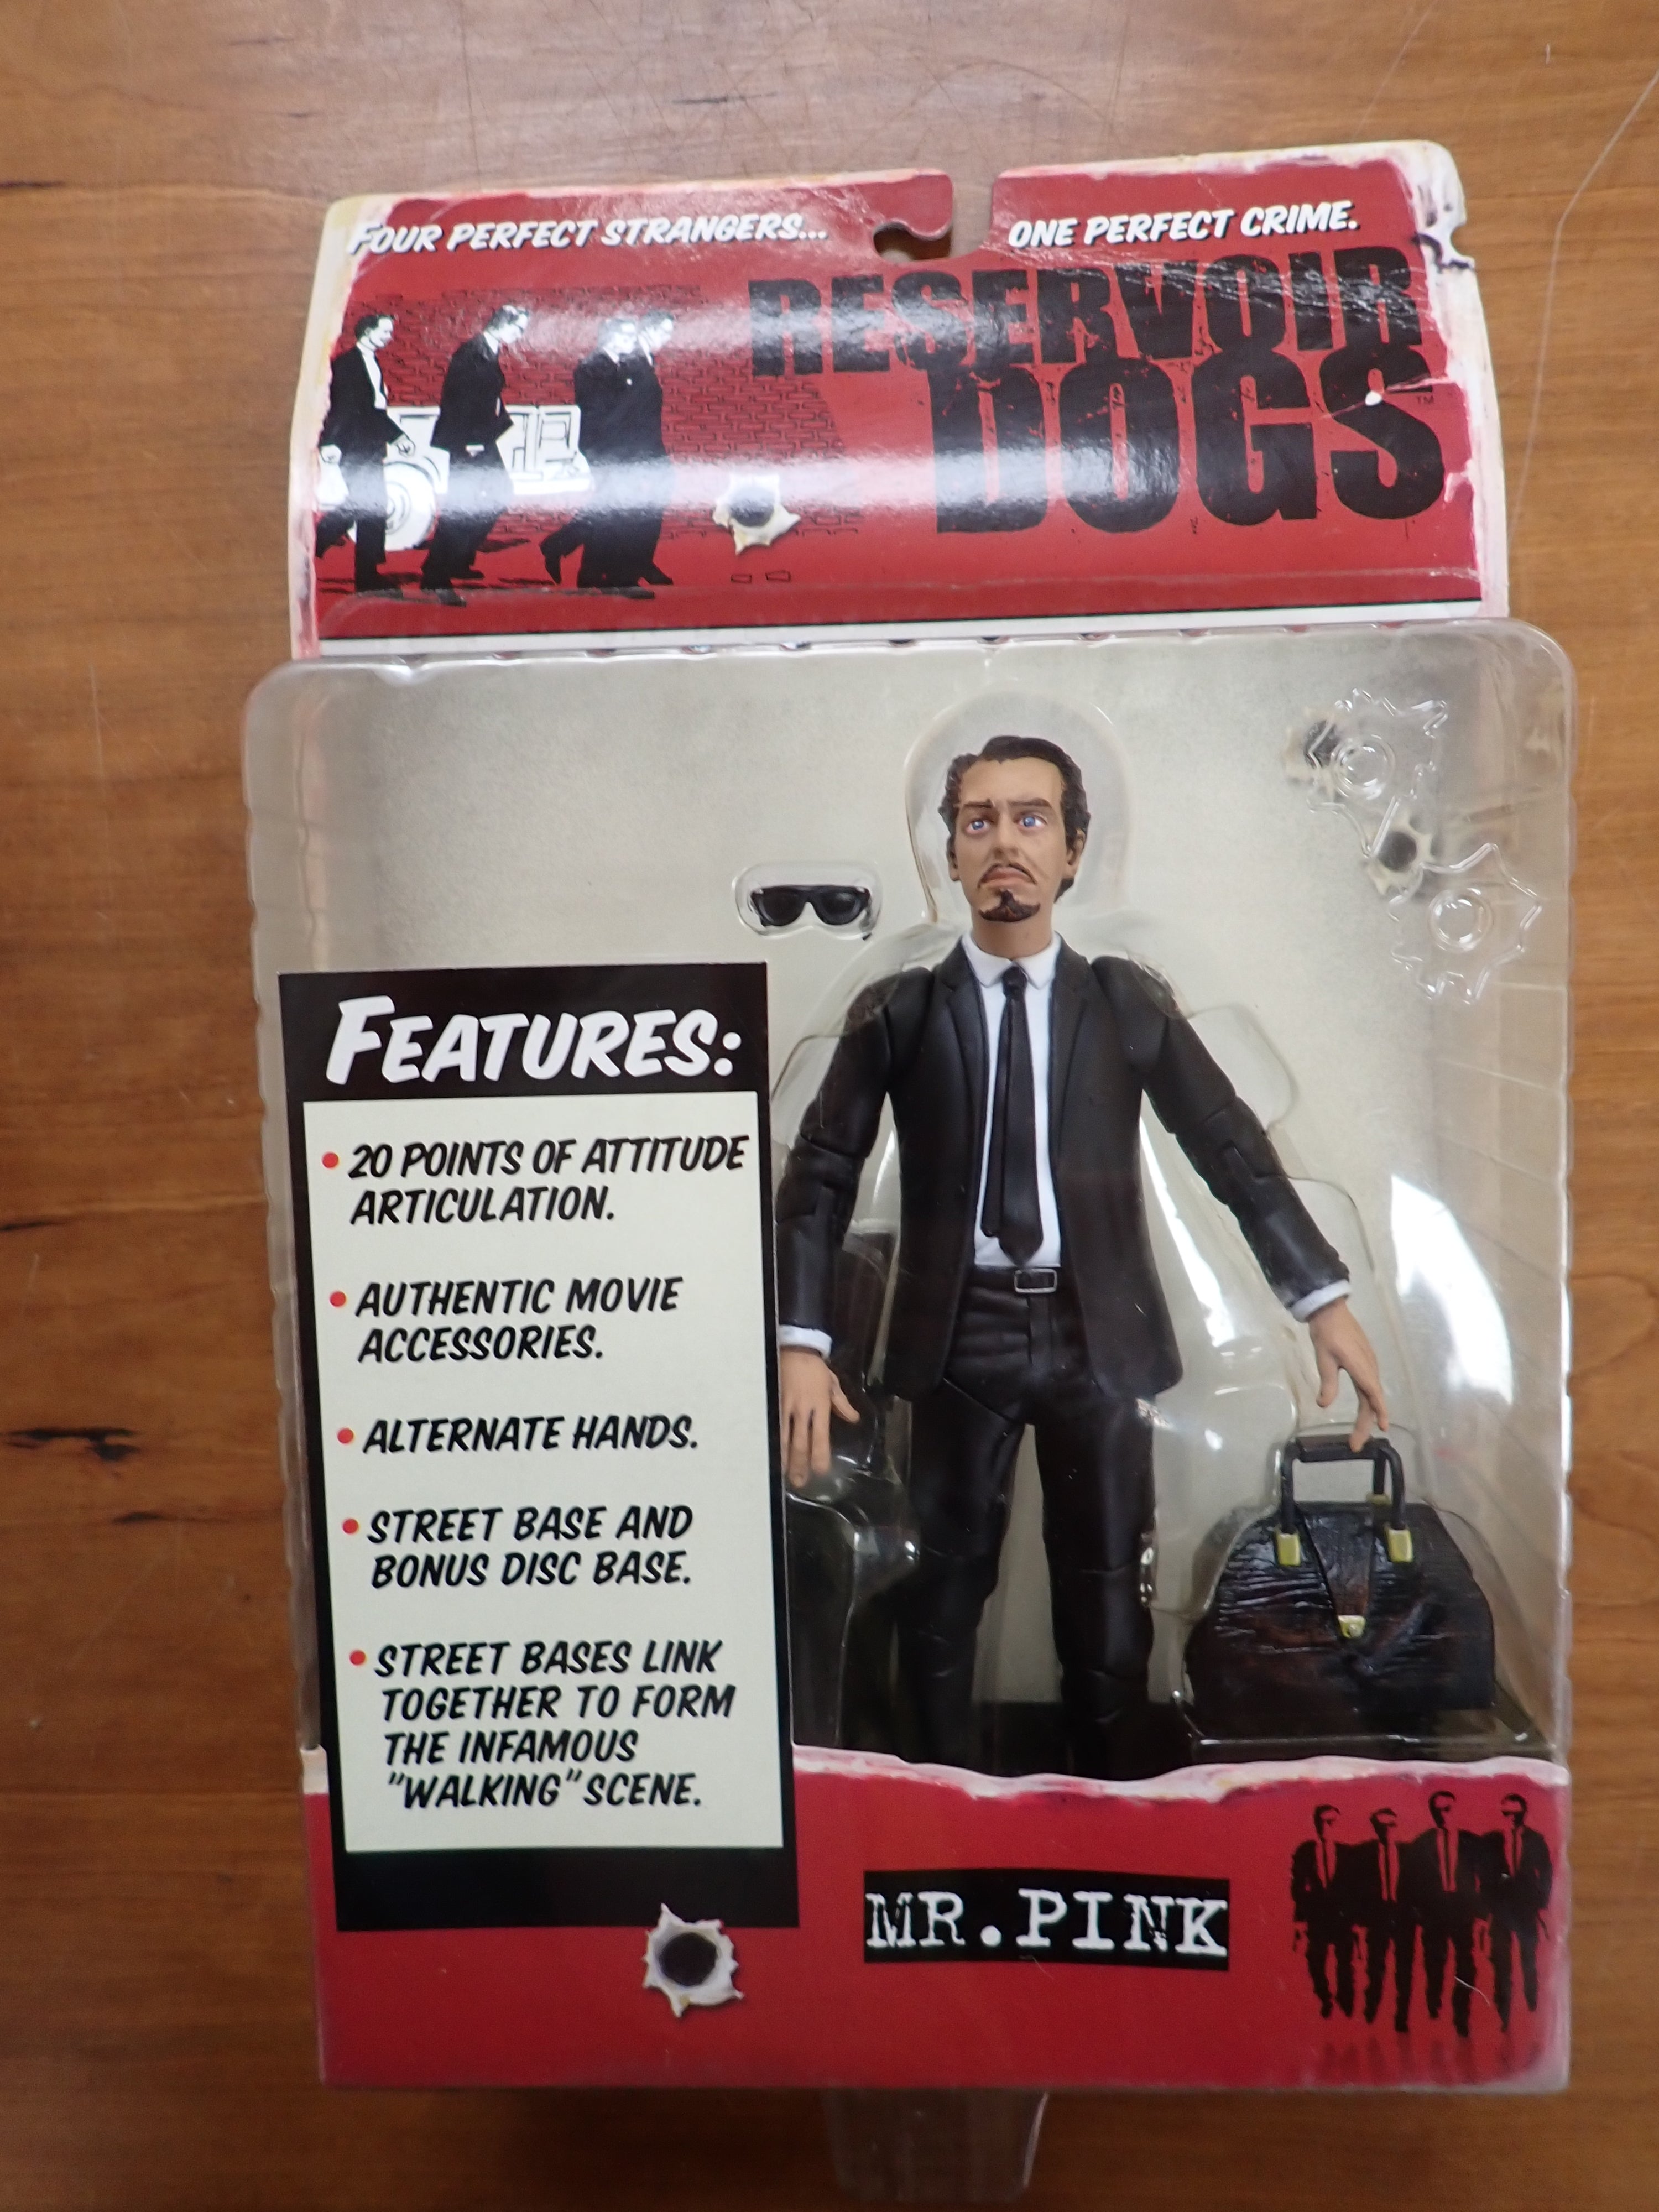 FOUR PERFECT STRANGERS... ONE PERFECT CRIME.
RESERVOIR
DOGS™
FEATURES:
• 20 POINTS OF ATTITUDE
ARTICULATION.
• AUTHENTIC MOVIE
ACCESSORIES.
• ALTERNATE HANDS.
• STREET BASE AND
BONUS DISC BASE.
• STREET BASES LINK
TOGETHER TO FORM
THE INFAMOUS
"WALKING" SCENE.
MR.PINK